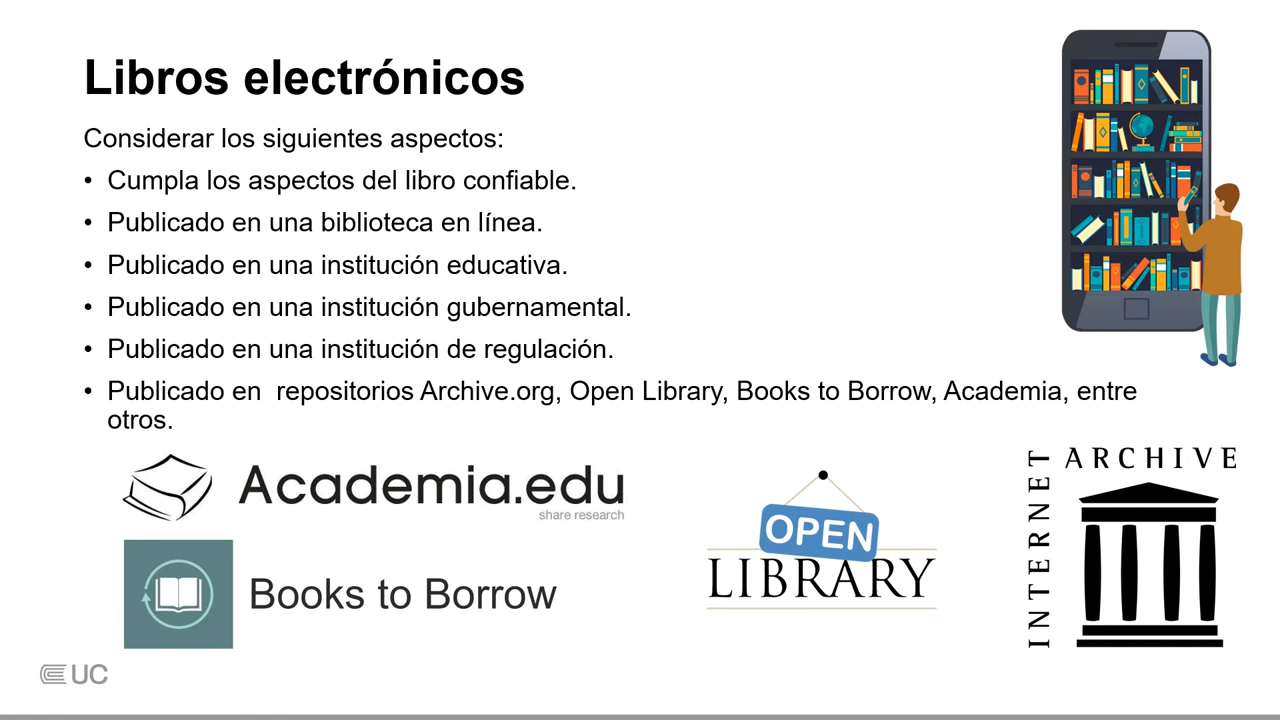 Libros electrónicos
Considerar los siguientes aspectos:
• Cumpla los aspectos del libro confiable.
• Publicado en una biblioteca en línea.
• Publicado en una institución educativa.
• Publicado en una institución gubernamental.
• Publicado en una institución de regulación.
• Publicado en  repositorios Archive.org, Open Library, Books to Borrow, Academia, entre
otros.
Academia.edu
share research
Books to Borrow
OPEN
LIBRARY
INTERNET
ARCHIVE
UC